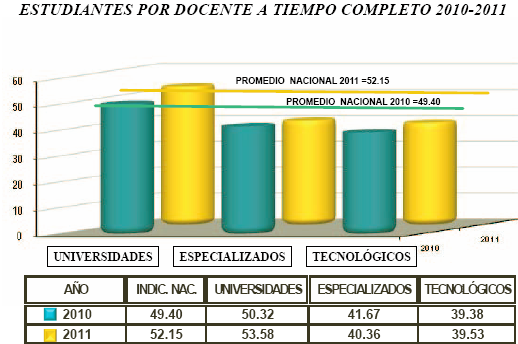 ESTUDIANTES POR DOCENTE A TIEMPO COMPLETO 2010-2011
PROMEDIO NACIONAL 2011 =52.15
PROMEDIO NACIONAL 2010 =49.40
60
50
40
30
20
10
0
UNIVERSIDADES ESPECIALIZADOS TECNOLÓGICOS
2010
2011
AÑO INDIC. NAC. UNIVERSIDADES ESPECIALIZADOS TECNOLÓGICOS
2010 49.40 50.32 41.67 39.38
2011 52.15 53.58 40.36 39.53